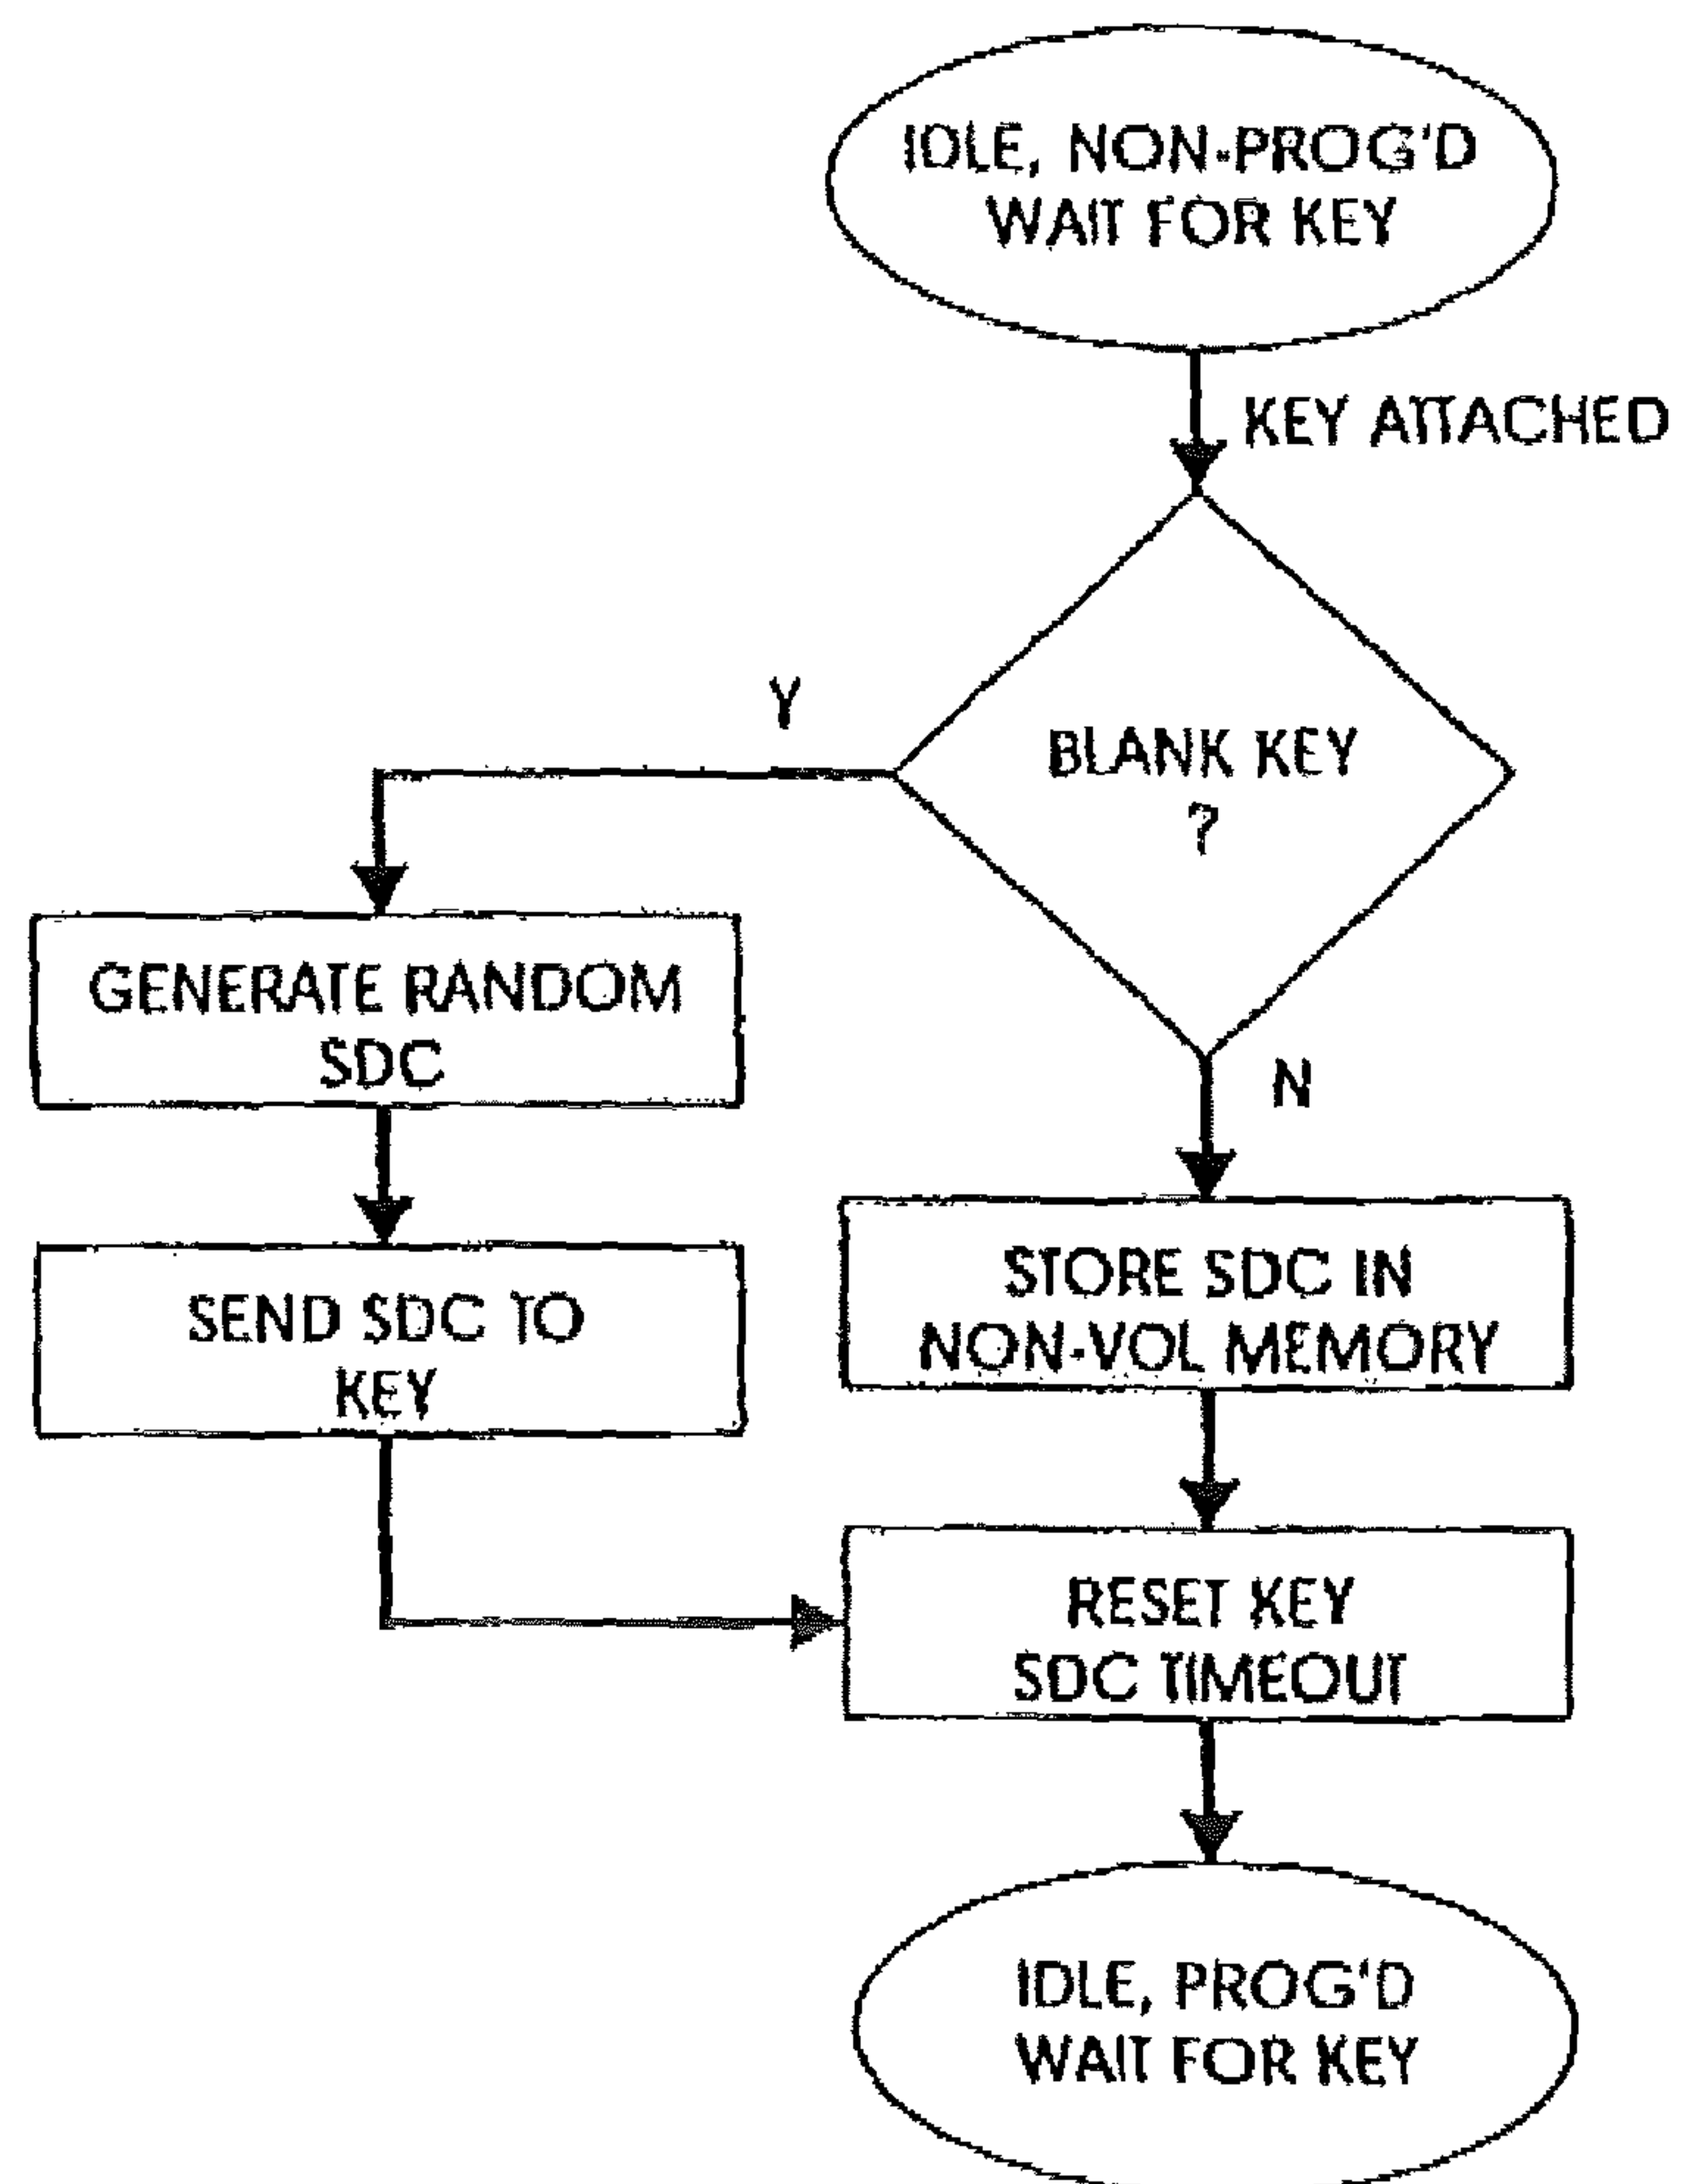 IDLE, NON-PROG'D
WAIT FOR KEY
KEY ATTACHED
BLANK KEY
?
Y
N
GENERATE RANDOM
SDC
SEND SDC TO
KEY
STORE SDC IN
NON-VOL MEMORY
RESET KEY
SDC TIMEOUT
IDLE, PROG'D
WAIT FOR KEY